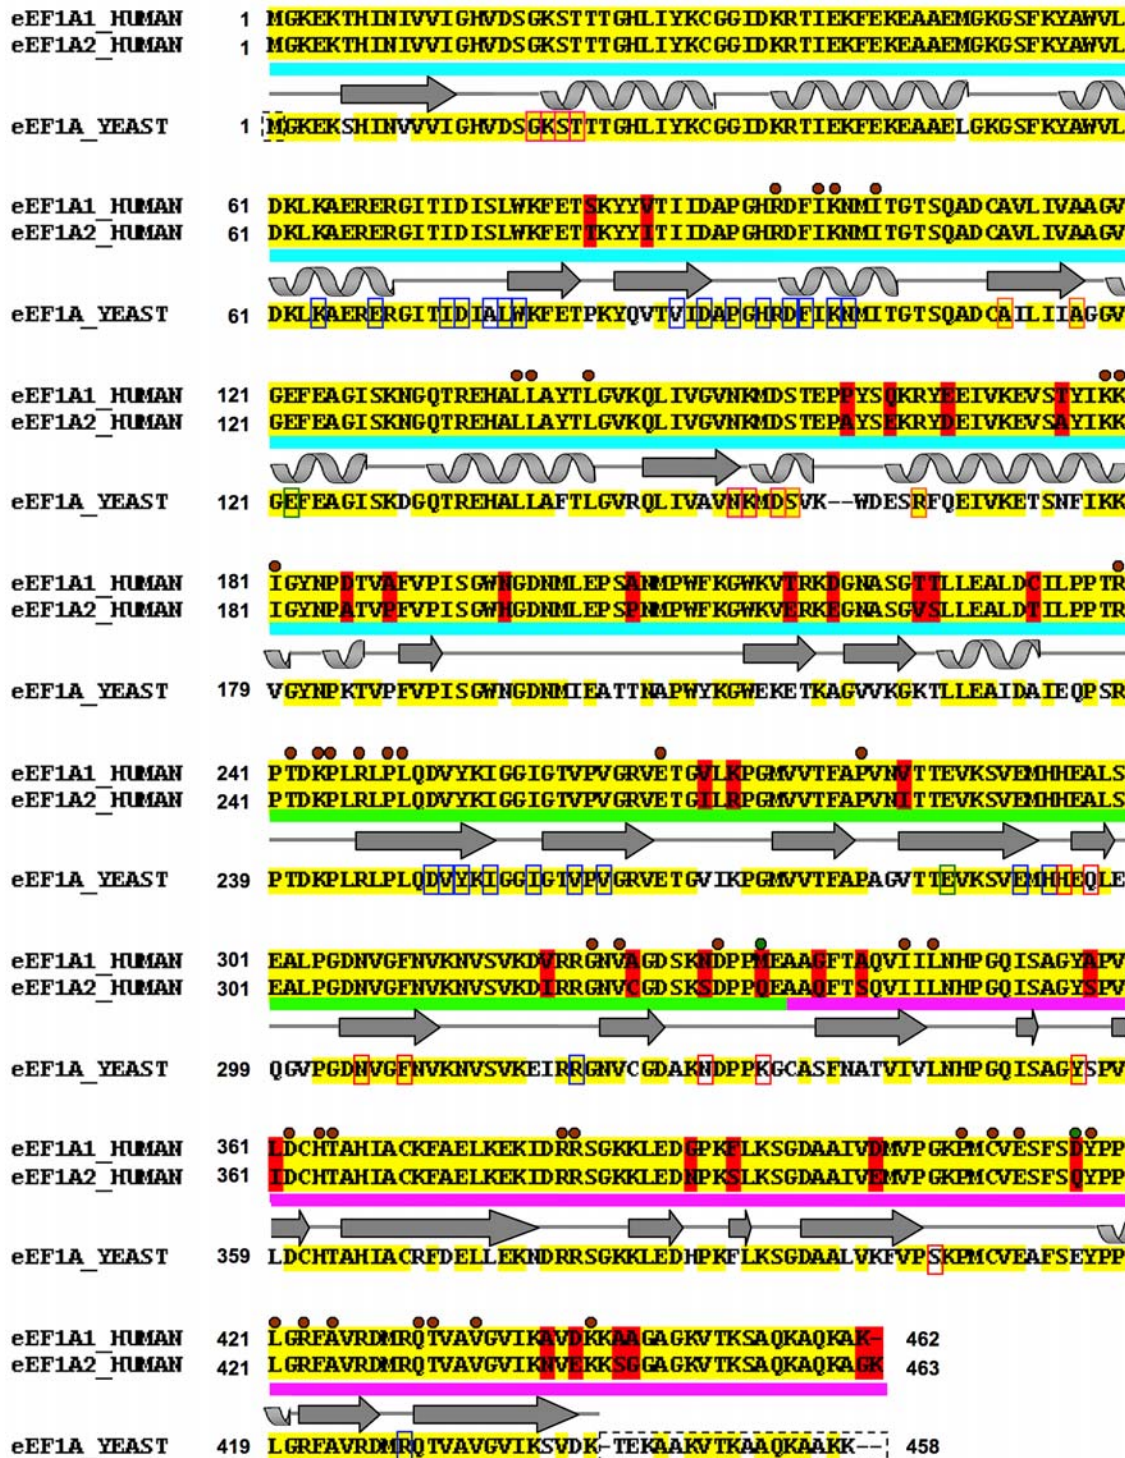 eEF1A1_HUMAN 1 MGKEKTHINIVVIGHVDSGKSTTTGHLIYKCGGIDKRTIEKFEKEAAEMGKGSFKYAWVL
eEF1A2_HUMAN 1 MGKEKTHINIVVIGHVDSGKSTTTGHLIYKCGGIDKRTIEKFEKEAAEMGKGSFKYAWVL
eEF1A_YEAST 1 MGKEKSHINVVVIGHVDSGKSTTTGHLIYKCGGIDKRTIEKFEKEAAELGKGSFKYAWVL
eEF1A1_HUMAN 61 DKLKAERERGITIDISLWKFETSKYYVTIIDAPGHRDFIKNMITGTSQADCAVLIVAAGV
eEF1A2_HUMAN 61 DKLKAERERGITIDISLWKFETTKYYITIIDAPGHRDFIKNMITGTSQADCAVLIVAAGV
eEF1A_YEAST 61 DKLKAERERGITIDIALWKFETPKYQVTVIDAPGHRDFIKNMITGTSQADCAILIIAGGV
eEF1A1_HUMAN 121 GEFEAGISKNGQTREHALLAYTLGVKQLIVGVNKMDSTEPPYSQKRYEEIVKEVSTYIKK
eEF1A2_HUMAN 121 GEFEAGISKNGQTREHALLAYTLGVKQLIVGVNKMDSTEPAYSEKRYDEIVKEVSAYIKK
eEF1A_YEAST 121 GEFEAGISKDGQTREHALLAFTLGVRQLIVAVNKMDSVK--WDESRFQEIVKETSNFIKK
eEF1A1_HUMAN 181 IGYNPDTVAFVPISGWNGDNMLEPSANMPWFKGWKVTRKDGNASGTTLLEALDCILPPTR
eEF1A2_HUMAN 181 IGYNPATVPFVPISGWHGDNMLEPSPNMPWFKGWKVERKEGNASGVSLLEALDTILPPTR
eEF1A_YEAST 179 VGYNPKTVPFVPISGWNGDNMIEATTNAPWYKGWEKETKAGVVKGKTLLEAIDAIEQPSR
eEF1A1_HUMAN 241 PTDKPLRLPLQDVYKIGGIGTVPVGRVETGVLKPGMVVTFAPVNVTTEVKSVEMHHEALS
eEF1A2_HUMAN 241 PTDKPLRLPLQDVYKIGGIGTVPVGRVETGILRPGMVVTFAPVNITTEVKSVEMHHEALS
eEF1A_YEAST 239 PTDKPLRLPLQDVYKIGGIGTVPVGRVETGVIKPGMVVTFAPAGVTTEVKSVEMHHEQLE
eEF1A1_HUMAN 301 EALPGDNVGFNVKNVSVKDVRRGNVAGDSKNDPPMEAAGFTAQVIILNHPGQISAGYAPV
eEF1A2_HUMAN 301 EALPGDNVGFNVKNVSVKDIRRGNVCGDSKSDPPQEAAQFTSQVIILNHPGQISAGYSPV
eEF1A_YEAST 299 QGVPGDNVGFNVKNVSVKEIRRGNVCGDAKNDPPKGCASFNATVIVLNHPGQISAGYSPV
eEF1A1_HUMAN 361 LDCHTAHIACKFAELKEKIDRRSGKKLEDGPKFLKSGDAAIVDMVPGKPMCVESFSDYPP
eEF1A2_HUMAN 361 IDCHTAHIACKFAELKEKIDRRSGKKLEDNPKSLKSGDAAIVEMVPGKPMCVESFSQYPP
eEF1A_YEAST 359 LDCHTAHIACRFDELLEKNDRRSGKKLEDHPKFLKSGDAALVKFVPSKPMCVEAFSEYPP
eEF1A1_HUMAN 421 LGRFAVRDMRQTVAVGVIKAVDKKAAGAGKVTKSAQKAQKAK- 462
eEF1A2_HUMAN 421 LGRFAVRDMRQTVAVGVIKNVEKKSGGAGKVTKSAQKAQKAGK 463
eEF1A_YEAST 419 LGRFAVRDMRQTVAVGVIKSVDK-TEKAAKVTKAAQKAAKK-- 458